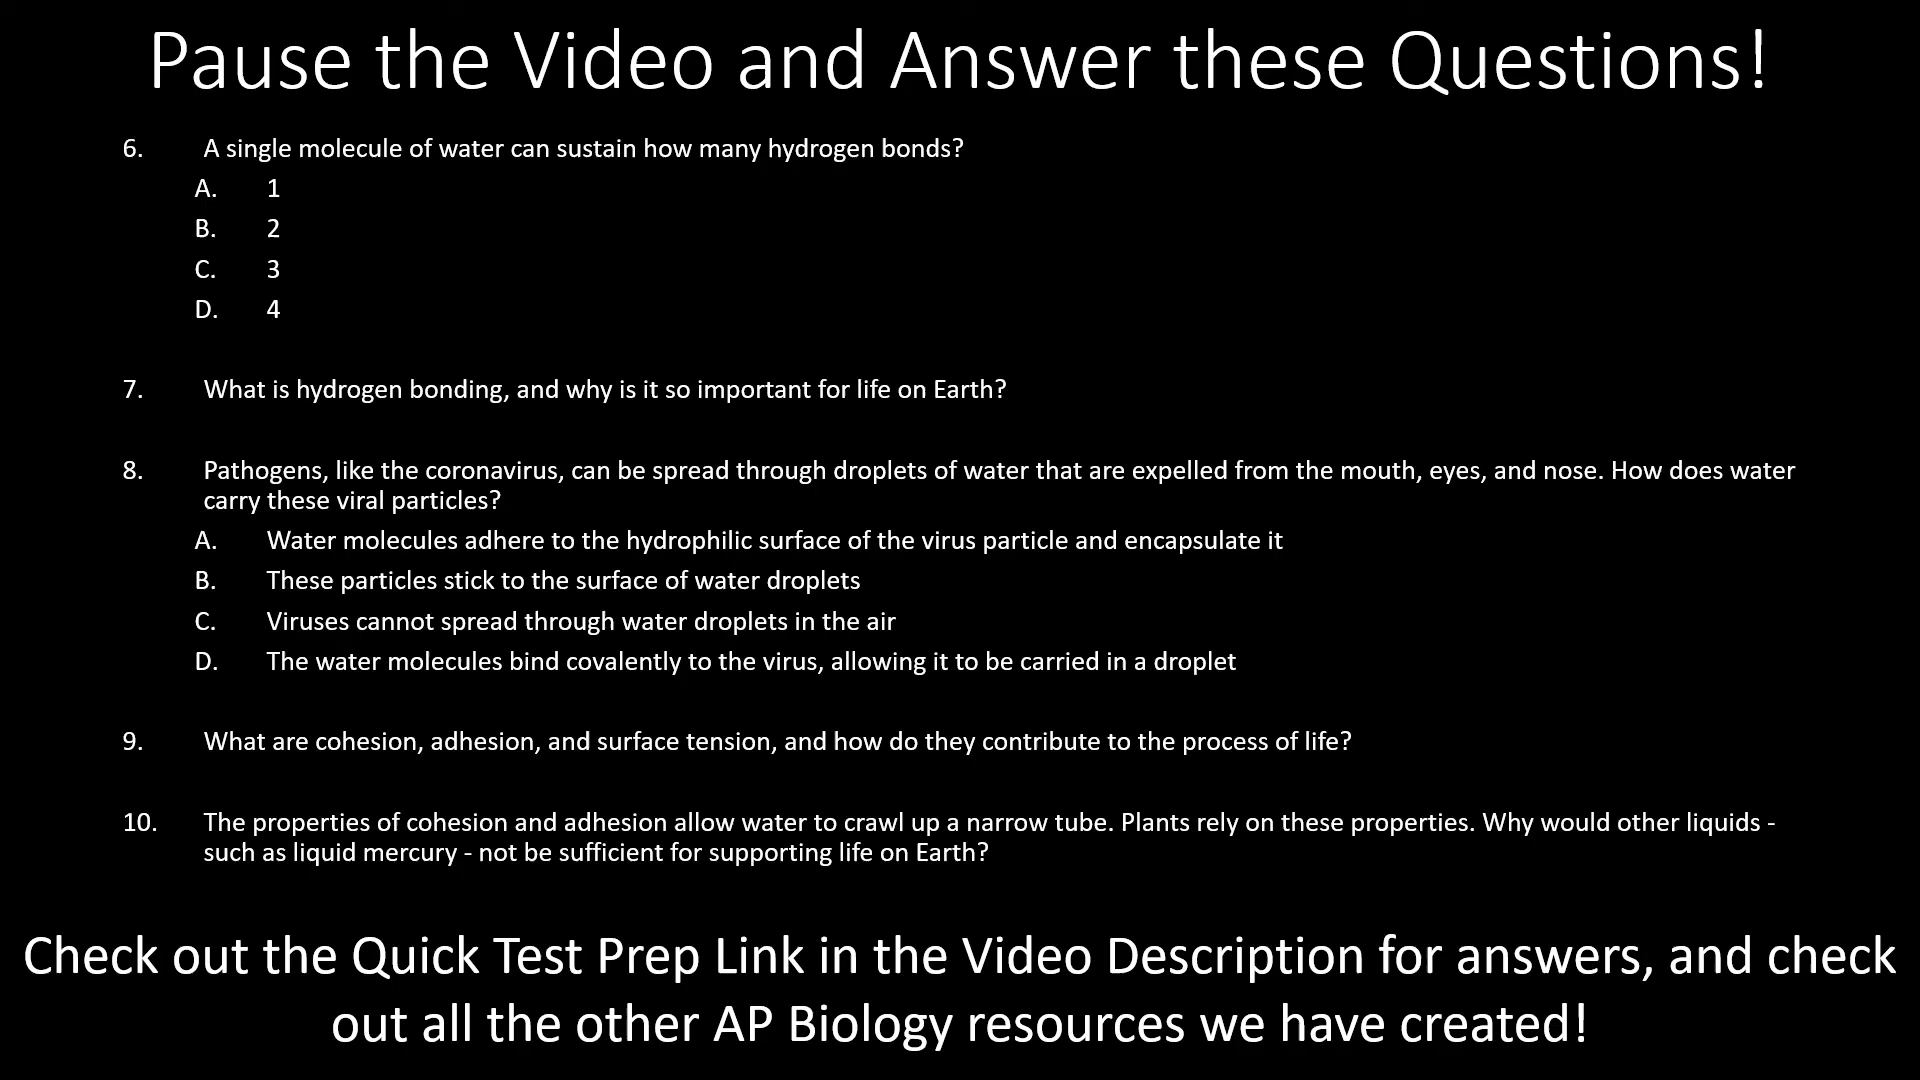 Pause the Video and Answer these Questions!
6. A single molecule of water can sustain how many hydrogen bonds?
A. 1
B. 2
C. 3
D. 4
7. What is hydrogen bonding, and why is it so important for life on Earth?
8. Pathogens, like the coronavirus, can be spread through droplets of water that are expelled from the mouth, eyes, and nose. How does water
carry these viral particles?
A. Water molecules adhere to the hydrophilic surface of the virus particle and encapsulate it
B. These particles stick to the surface of water droplets
C. Viruses cannot spread through water droplets in the air
D. The water molecules bind covalently to the virus, allowing it to be carried in a droplet
9. What are cohesion, adhesion, and surface tension, and how do they contribute to the process of life?
10. The properties of cohesion and adhesion allow water to crawl up a narrow tube. Plants rely on these properties. Why would other liquids -
such as liquid mercury - not be sufficient for supporting life on Earth?
Check out the Quick Test Prep Link in the Video Description for answers, and check
out all the other AP Biology resources we have created!